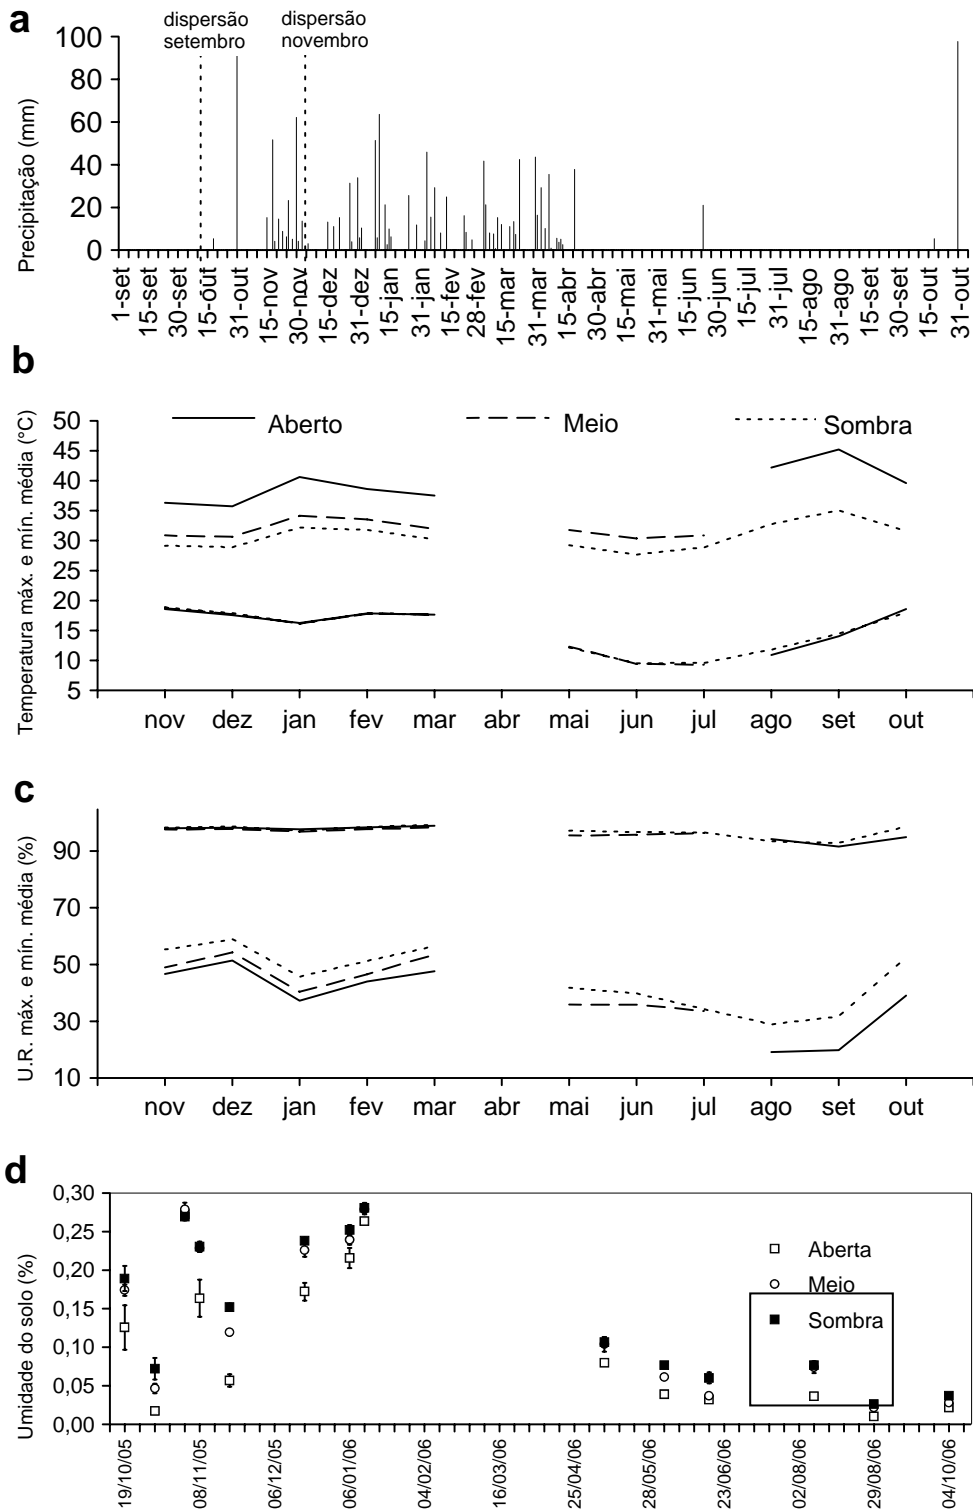 a
dispersão
setembro
dispersão
novembro
Precipitação (mm)
100
80
60
40
20
0
1-set
15-set
30-set
15-out
31-out
15-nov
30-nov
15-dez
31-dez
15-jan
31-jan
15-fev
28-fev
15-mar
31-mar
15-abr
30-abr
15-mai
31-mai
15-jun
30-jun
15-jul
31-jul
15-ago
31-ago
15-set
30-set
15-out
31-out
b
Temperatura máx. e mín. média (°C)
50
45
40
35
30
25
20
15
10
5
Aberto
Meio
Sombra
nov
dez
jan
fev
mar
abr
mai
jun
jul
ago
set
out
c
U.R. máx. e mín. média (%)
90
70
50
30
10
nov
dez
jan
fev
mar
abr
mai
jun
jul
ago
set
out
d
Umidade do solo (%)
0,30
0,25
0,20
0,15
0,10
0,05
0,00
Aberta
Meio
Sombra
19/10/05
08/11/05
06/12/05
06/01/06
04/02/06
16/03/06
25/04/06
28/05/06
23/06/06
02/08/06
29/08/06
04/10/06